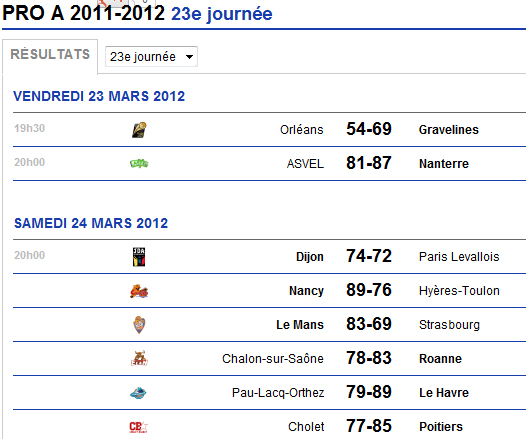 PRO A 2011-2012 23e journée
RÉSULTATS 23e journée
VENDREDI 23 MARS 2012
19h30 Orléans 54-69 Gravelines
20h00 ASVEL 81-87 Nanterre
SAMEDI 24 MARS 2012
20h00 Dijon 74-72 Paris Levallois
Nancy 89-76 Hyères-Toulon
Le Mans 83-69 Strasbourg
Chalon-sur-Saône 78-83 Roanne
Pau-Lacq-Orthez 79-89 Le Havre
CB Cholet 77-85 Poitiers